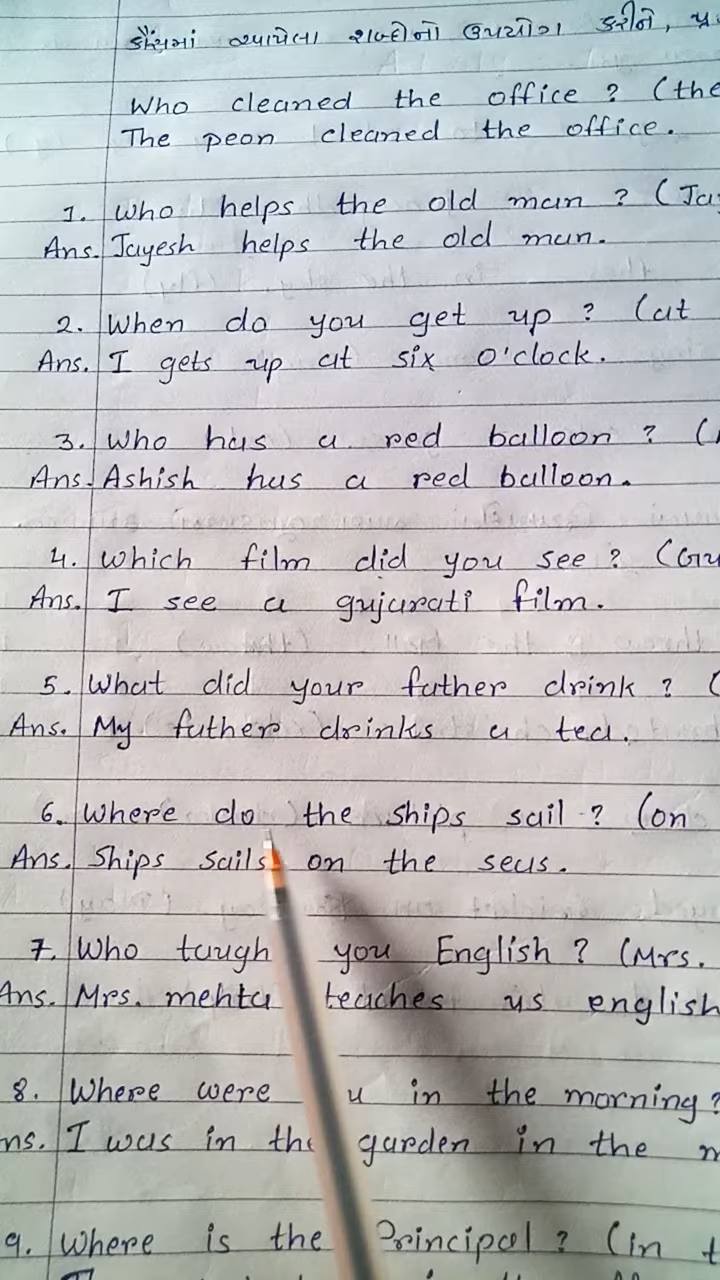 કૌંસમાં આપેલા શબ્દોનો ઉપયોગ કરીને,
Who cleaned the office ? (the
The peon cleaned the office.
1. Who helps the old man ? (Ja
Ans. Jayesh helps the old man.
2. When do you get up ? (at
Ans. I gets up at six o'clock.
3. Who has a red balloon ? (
Ans. Ashish has a red balloon.
4. Which film did you see ? (Gu
Ans. I see a gujarati film.
5. What did your father drink ? (
Ans. My father drinks a tea.
6. Where do the ships sail ? (on
Ans. Ships sails on the seas.
7. Who taugh you English ? (Mrs.
Ans. Mrs. mehta teaches us english
8. Where were u in the morning ?
ns. I was in the garden in the
9. Where is the Principal ? (in t